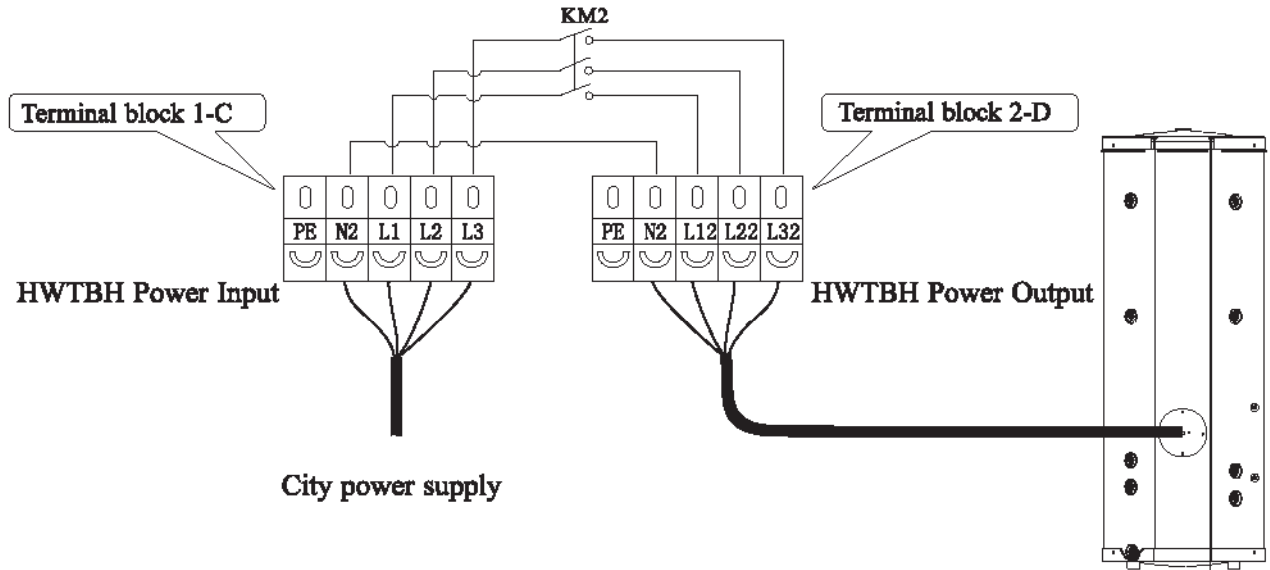 KM2
Terminal block 1-C
Terminal block 2-D
PE N2 L1 L2 L3
PE N2 L12 L22 L32
HWTBH Power Input
HWTBH Power Output
City power supply